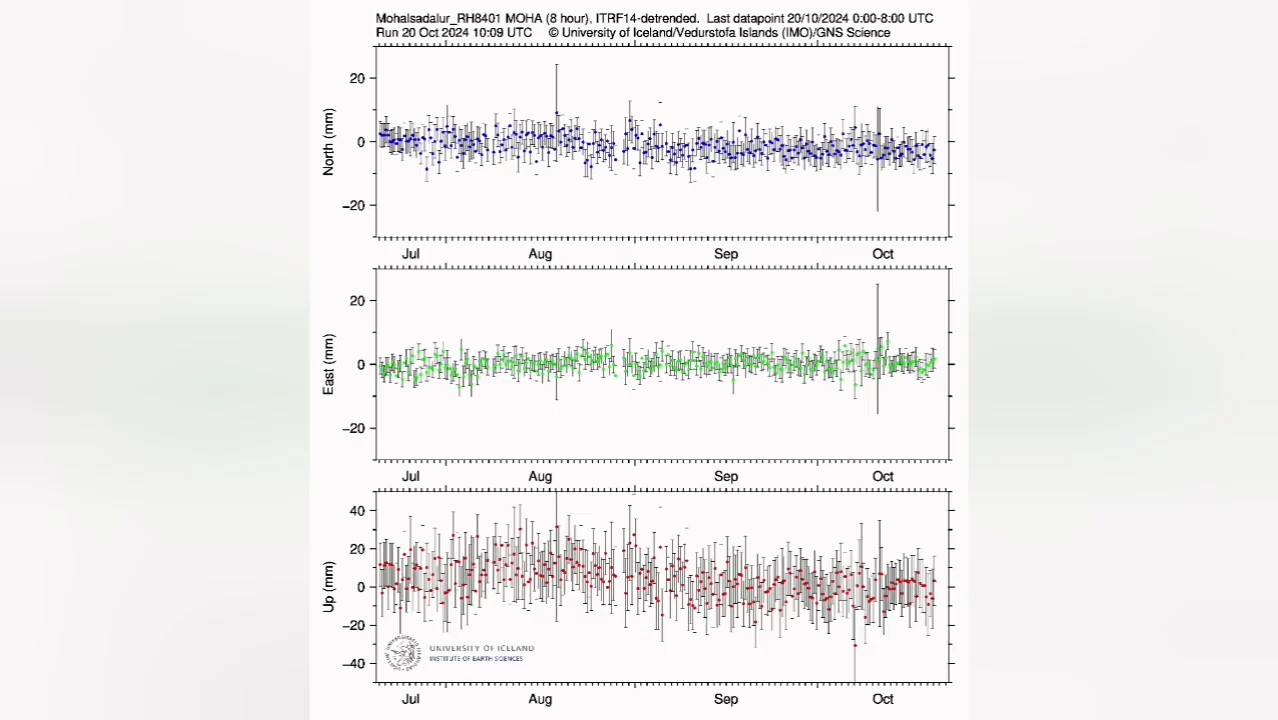 Mohalsadalur_RH8401 MOHA (8 hour), ITRF14-detrended. Last datapoint 20/10/2024 0:00-8:00 UTC
Run 20 Oct 2024 10:09 UTC © University of Iceland/Vedurstofa Islands (IMO)/GNS Science
North (mm)
20
0
−20
Jul Aug Sep Oct
East (mm)
20
0
−20
Jul Aug Sep Oct
Up (mm)
40
20
0
−20
−40
UNIVERSITY OF ICELAND
INSTITUTE OF EARTH SCIENCES
Jul Aug Sep Oct